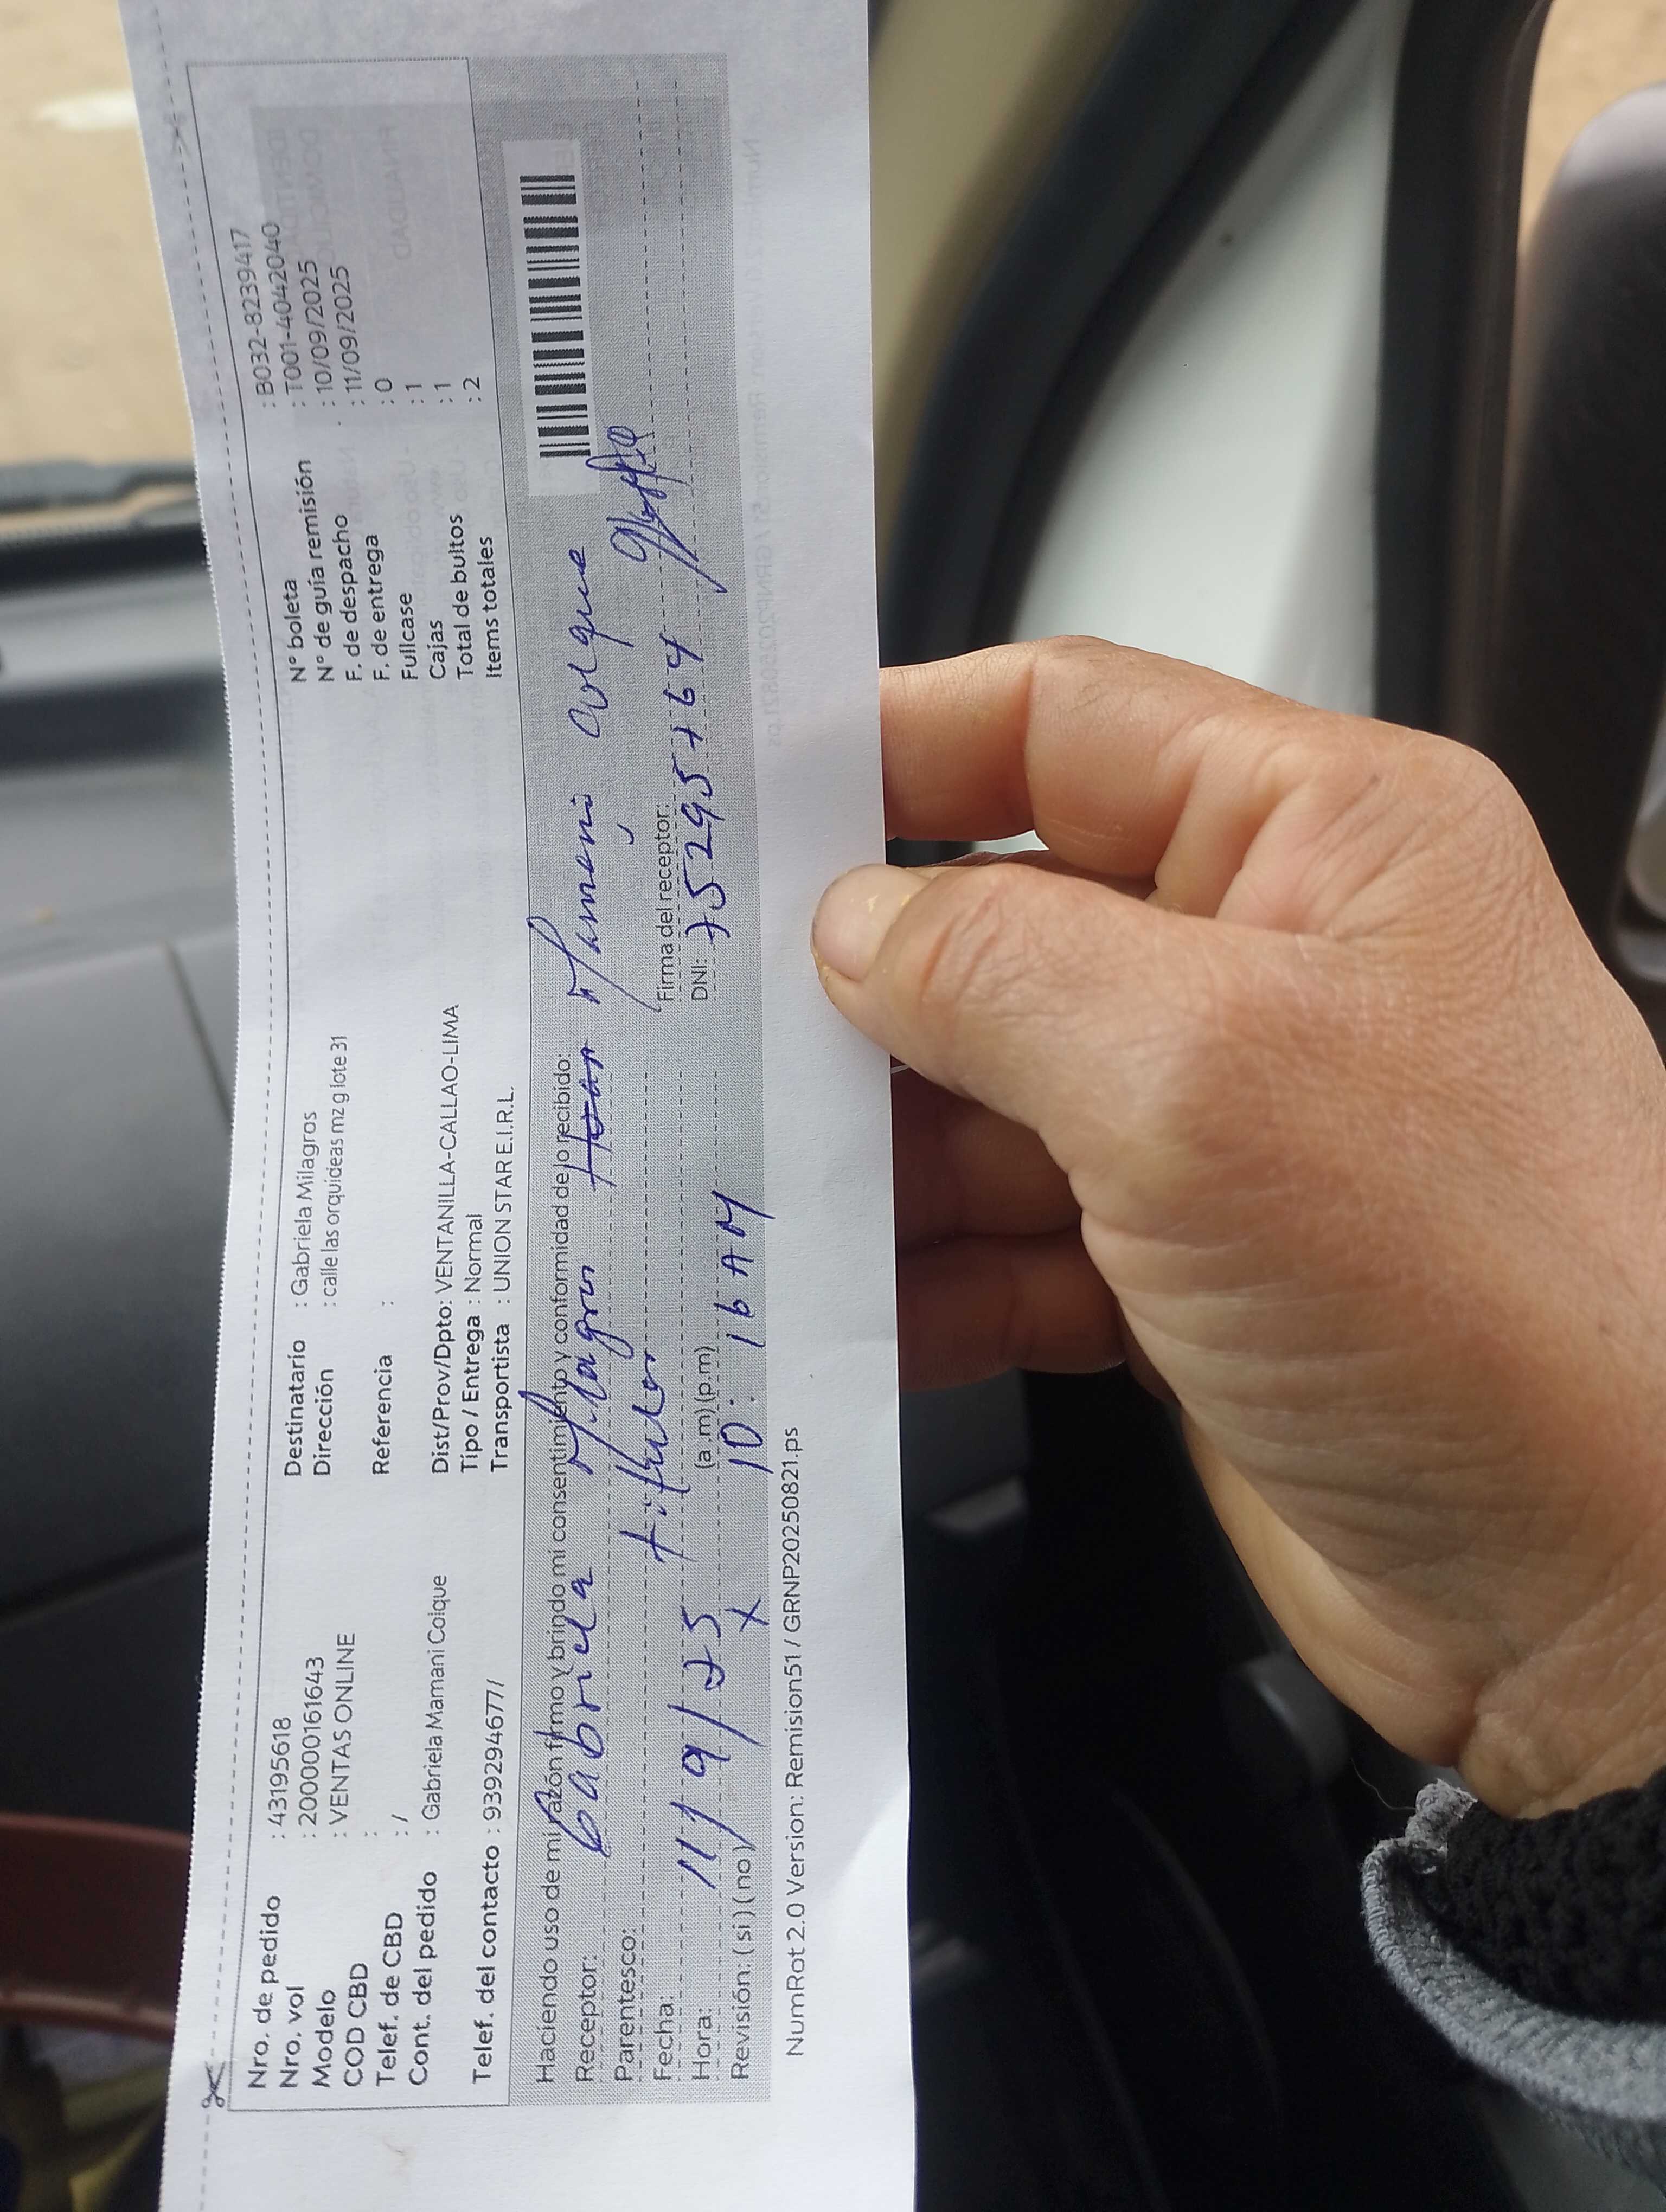 Nro. de pedido : 43195618
Nro. vol : 2000000161643
Modelo : VENTAS ONLINE
COD CBD :
Telef. de CBD : /
Cont. del pedido : Gabriela Mamani Colque
Telef. del contacto : 939294677/
Destinatario : Gabriela Milagros
Dirección : calle las orquideas mz g lote 31
Referencia :
Dist/Prov/Dpto: VENTANILLA-CALLAO-LIMA
Tipo / Entrega : Normal
Transportista : UNION STAR E.I.R.L.
N° boleta : B032-8239417
N° de guía remisión : T001-4042040
F. de despacho : 10/09/2025
F. de entrega : 11/09/2025
Fullcase : 0
Cajas : 1
Total de bultos : 1
Items totales : 2
Haciendo uso de mi razón firmo y brindo mi consentimiento y conformidad de lo recibido:
Receptor: Gabriela Milagros Mamani Colque
Parentesco: titular
Firma del receptor:
Fecha: 11/9/25
DNI: 75295764
Hora: (a.m)(p.m) 10:16 AM
Revisión: (si)(no) X
NumRot 2.0 Version: Remision51 / GRNP20250821.ps